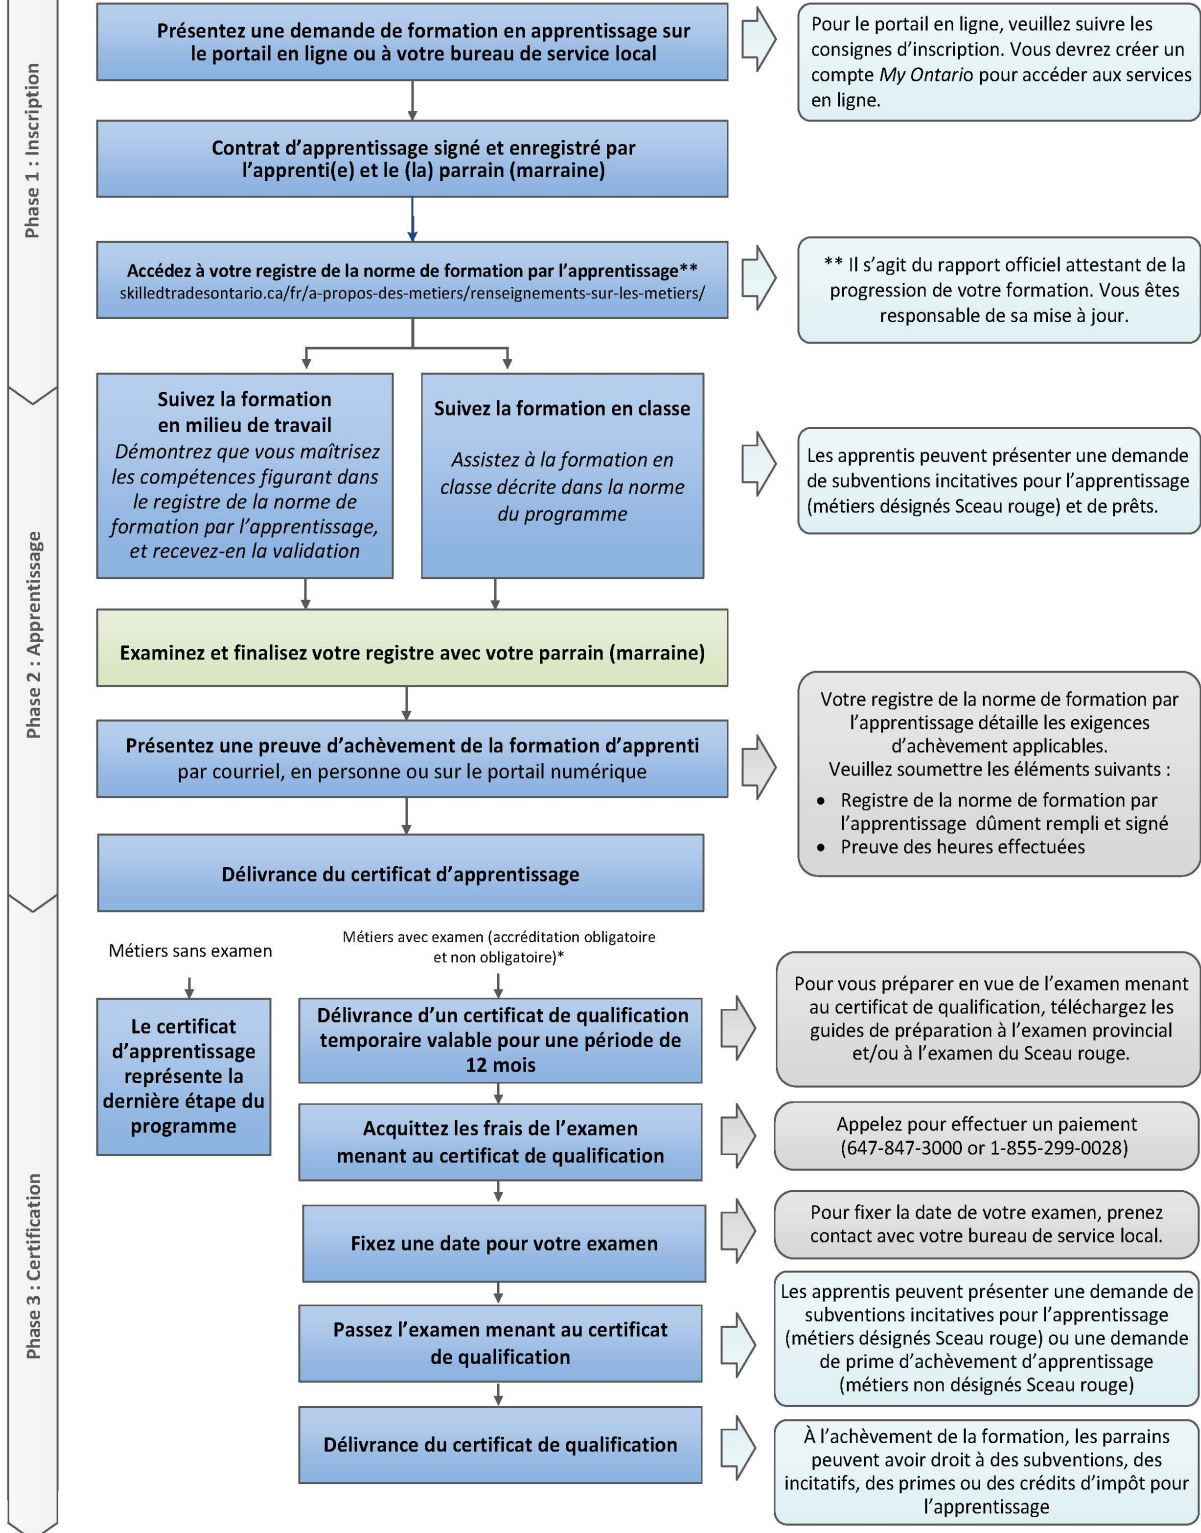 Phase 1 : Inscription
Présentez une demande de formation en apprentissage sur
le portail en ligne ou à votre bureau de service local
Pour le portail en ligne, veuillez suivre les
consignes d’inscription. Vous devrez créer un
compte My Ontario pour accéder aux services
en ligne.
Contrat d’apprentissage signé et enregistré par
l’apprenti(e) et le (la) parrain (marraine)
Accédez à votre registre de la norme de formation par l’apprentissage**
skilledtradesontario.ca/fr/a-propos-des-metiers/renseignements-sur-les-metiers/
** Il s’agit du rapport officiel attestant de la
progression de votre formation. Vous êtes
responsable de sa mise à jour.
Phase 2 : Apprentissage
Suivez la formation
en milieu de travail
Démontrez que vous maîtrisez
les compétences figurant dans
le registre de la norme de
formation par l’apprentissage,
et recevez-en la validation
Suivez la formation en classe
Assistez à la formation en
classe décrite dans la norme
du programme
Les apprentis peuvent présenter une demande
de subventions incitatives pour l’apprentissage
(métiers désignés Sceau rouge) et de prêts.
Examinez et finalisez votre registre avec votre parrain (marraine)
Présentez une preuve d’achèvement de la formation d’apprenti
par courriel, en personne ou sur le portail numérique
Votre registre de la norme de formation par
l’apprentissage détaille les exigences
d’achèvement applicables.
Veuillez soumettre les éléments suivants :
• Registre de la norme de formation par
l’apprentissage dûment rempli et signé
• Preuve des heures effectuées
Délivrance du certificat d’apprentissage
Phase 3 : Certification
Métiers sans examen
Le certificat
d’apprentissage
représente la
dernière étape du
programme
Métiers avec examen (accréditation obligatoire
et non obligatoire)*
Délivrance d’un certificat de qualification
temporaire valable pour une période de
12 mois
Pour vous préparer en vue de l’examen menant
au certificat de qualification, téléchargez les
guides de préparation à l’examen provincial
et/ou à l’examen du Sceau rouge.
Acquittez les frais de l’examen
menant au certificat de qualification
Appelez pour effectuer un paiement
(647-847-3000 or 1-855-299-0028)
Fixez une date pour votre examen
Pour fixer la date de votre examen, prenez
contact avec votre bureau de service local.
Passez l’examen menant au certificat
de qualification
Les apprentis peuvent présenter une demande de
subventions incitatives pour l’apprentissage
(métiers désignés Sceau rouge) ou une demande
de prime d’achèvement d’apprentissage
(métiers non désignés Sceau rouge)
Délivrance du certificat de qualification
À l’achèvement de la formation, les parrains
peuvent avoir droit à des subventions, des
incitatifs, des primes ou des crédits d’impôt pour
l’apprentissage